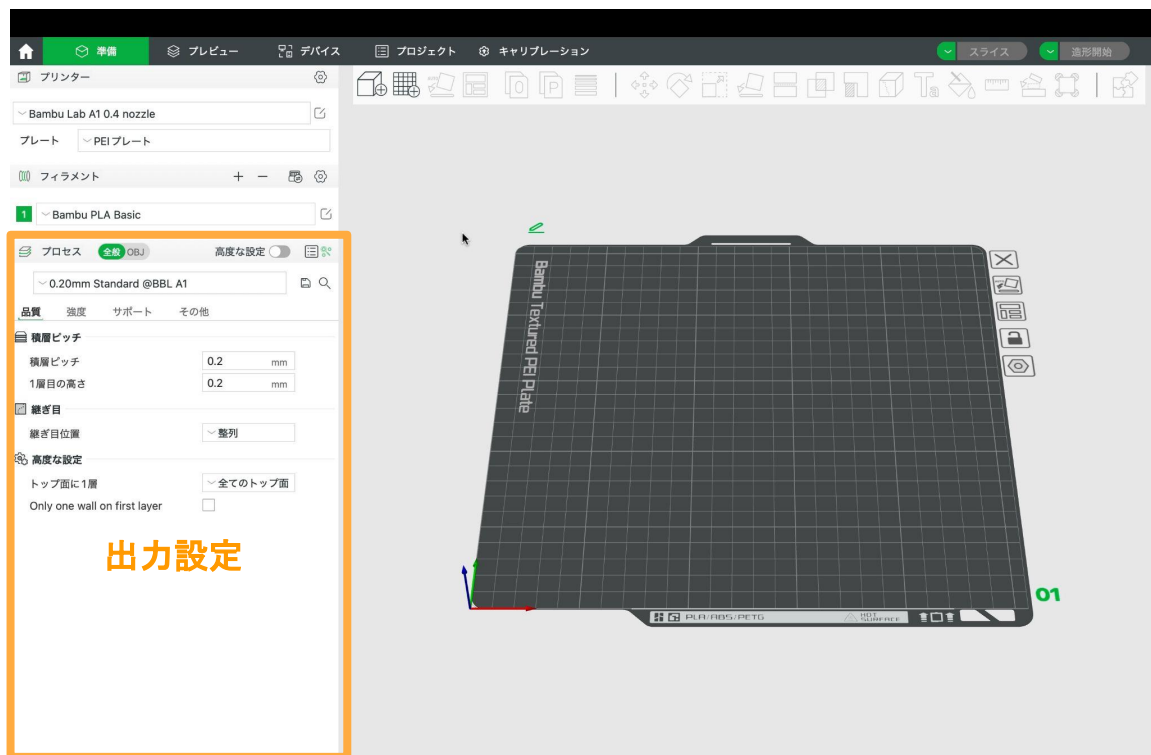 準備 プレビュー デバイス プロジェクト キャリブレーション スライス 造形開始
プリンター
Bambu Lab A1 0.4 nozzle
プレート PEIプレート
フィラメント
1 Bambu PLA Basic
プロセス 全般 OBJ 高度な設定
0.20mm Standard @BBL A1
品質 強度 サポート その他
積層ピッチ
積層ピッチ 0.2 mm
1層目の高さ 0.2 mm
継ぎ目
継ぎ目位置 整列
高度な設定
トップ面に1層 全てのトップ面
Only one wall on first layer
出力設定
Bambu Textured PEI Plate
01
PLA/ABS/PETG HOT SURFACE